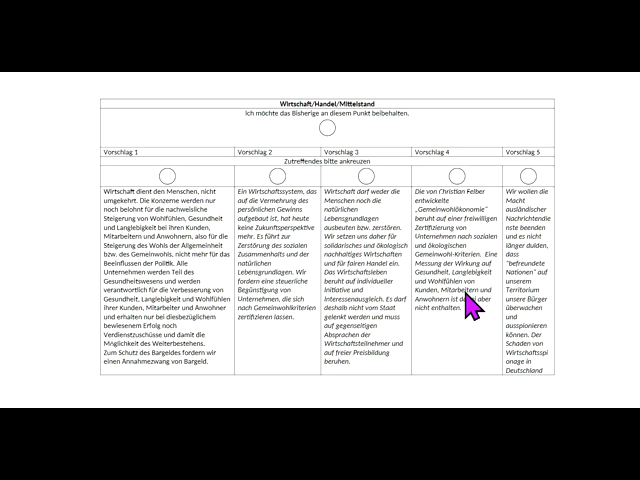 Wirtschaft/Handel/Mittelstand
Ich möchte das Bisherige an diesem Punkt beibehalten.
Vorschlag 1
Vorschlag 2
Vorschlag 3
Vorschlag 4
Vorschlag 5
Zutreffendes bitte ankreuzen
Wirtschaft dient den Menschen, nicht
umgekehrt. Die Konzerne werden nur
noch belohnt für die nachweisliche
Steigerung von Wohlfühlen, Gesundheit
und Langlebigkeit bei ihren Kunden,
Mitarbeitern und Anwohnern, also für die
Steigerung des Wohls der Allgemeinheit
bzw. des Gemeinwohls, nicht mehr für das
Beeinflussen der Politik. Alle
Unternehmen werden Teil des
Gesundheitswesens und werden
verantwortlich für die Verbesserung von
Gesundheit, Langlebigkeit und Wohlfühlen
ihrer Kunden, Mitarbeiter und Anwohner
und erhalten nur bei diesbezüglichem
bewiesenem Erfolg noch
Verdienstzuschüsse und damit die
Möglichkeit des Weiterbestehens.
Zum Schutz des Bargeldes fordern wir
einen Annahmezwang von Bargeld.
Ein Wirtschaftssystem, das
auf die Vermehrung des
persönlichen Gewinns
aufgebaut ist, hat heute
keine Zukunftsperspektive
mehr. Es führt zur
Zerstörung des sozialen
Zusammenhalts und der
natürlichen
Lebensgrundlagen. Wir
fordern eine steuerliche
Begünstigung von
Unternehmen, die sich
nach Gemeinwohlkriterien
zertifizieren lassen.
Wirtschaft darf weder die
Menschen noch die
natürlichen
Lebensgrundlagen
ausbeuten bzw. zerstören.
Wir setzen uns daher für
solidarisches und ökologisch
nachhaltiges Wirtschaften
und für fairen Handel ein.
Das Wirtschaftsleben
beruht auf individueller
Initiative und
Interessenausgleich. Es darf
deshalb nicht vom Staat
gelenkt werden und muss
auf gegenseitigen
Absprachen der
Wirtschaftsteilnehmer und
auf freier Preisbildung
beruhen.
Die von Christian Felber
entwickelte
„Gemeinwohlökonomie"
beruht auf einer freiwilligen
Zertifizierung von
Unternehmen nach sozialen
und ökologischen
Gemeinwohl-Kriterien. Eine
Messung der Wirkung auf
Gesundheit, Langlebigkeit
und Wohlfühlen von
Kunden, Mitarbeitern und
Anwohnern ist aber
nicht enthalten.
Wir wollen die
Macht
ausländischer
Nachrichtendie
nste beenden
und es nicht
länger dulden,
dass
"befreundete
Nationen" auf
unserem
Territorium
unsere Bürger
überwachen
und
ausspionieren
können. Der
Schaden von
Wirtschaftsspi
onage in
Deutschland